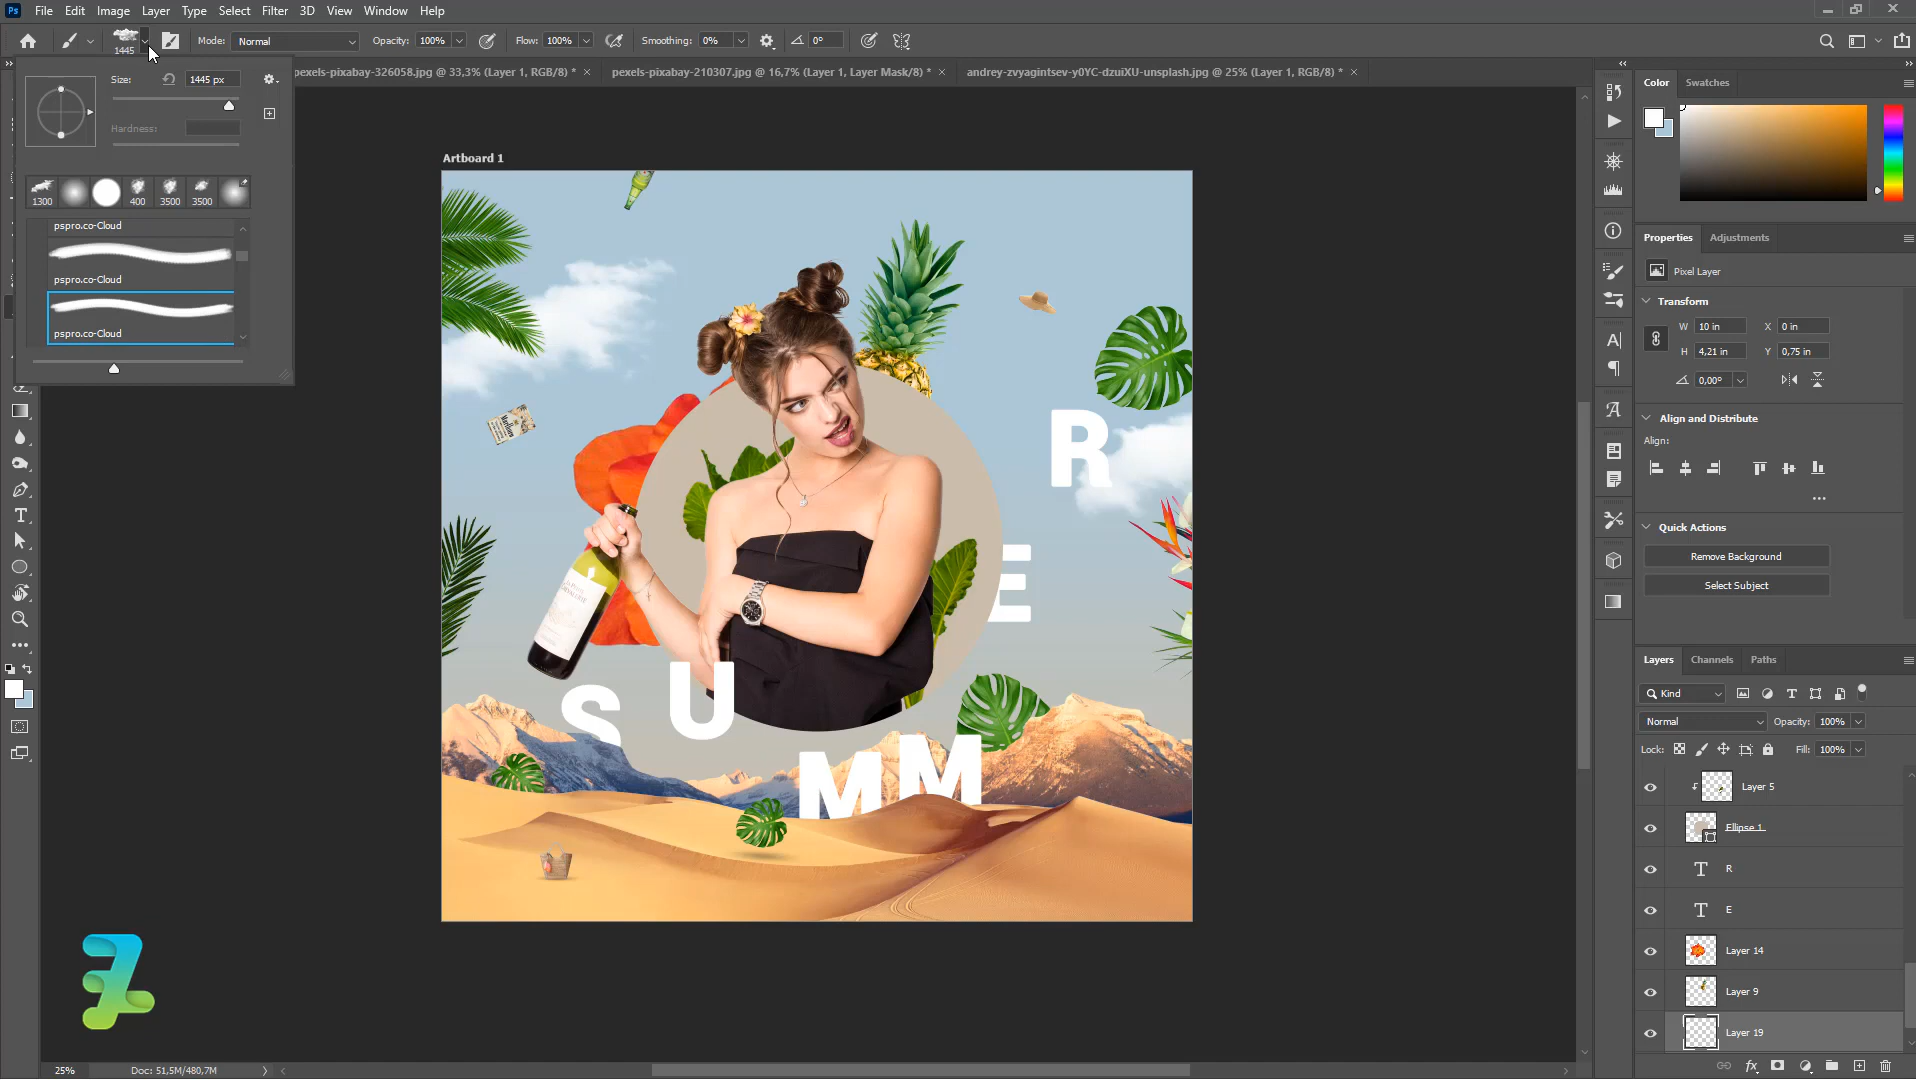 Ps File Edit Image Layer Type Select Filter 3D View Window Help
1445 Mode: Normal Opacity: 100% Flow: 100% Smoothing: 0% 0°
pexels-pixabay-326058.jpg @ 33,3% (Layer 1, RGB/8) * pexels-pixabay-210307.jpg @ 16,7% (Layer 1, Layer Mask/8) * andrey-zvyagintsev-y0YC-dzuiXU-unsplash.jpg @ 25% (Layer 1, RGB/8) *
Size: 1445 px
Hardness:
1300 400 3500 3500
pspro.co-Cloud
pspro.co-Cloud
pspro.co-Cloud
Artboard 1
Marlboro
R
E
S
U
M
M
Color Swatches
Properties Adjustments
Pixel Layer
Transform
W 10 in X 0 in
H 4,21 in Y 0,75 in
0,00°
Align and Distribute
Align:
Quick Actions
Remove Background
Select Subject
Layers Channels Paths
Kind
Normal Opacity: 100%
Lock: Fill: 100%
Layer 5
Ellipse 1
R
E
Layer 14
Layer 9
Layer 19
25% Doc: 51,5M/480,7M